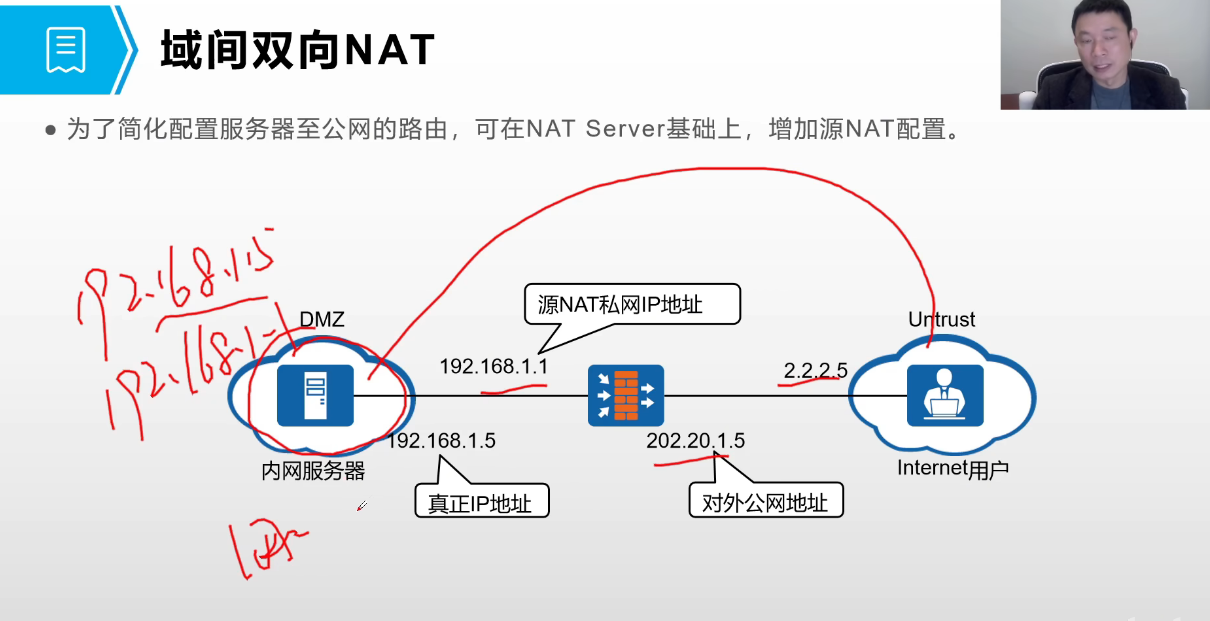 域间双向NAT
● 为了简化配置服务器至公网的路由，可在NAT Server基础上，增加源NAT配置。
192.168.1.5
192.168.1.
DMZ
源NAT私网IP地址
Untrust
192.168.1.1
2.2.2.5
192.168.1.5
202.20.1.5
内网服务器
真正IP地址
对外公网地址
Internet用户